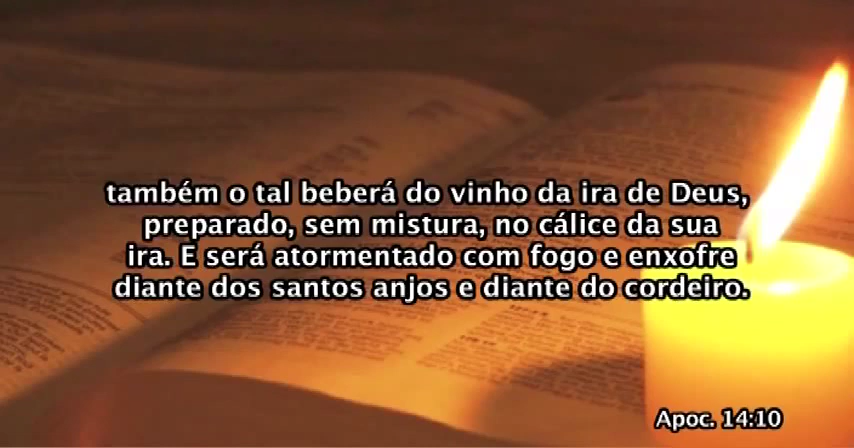 também o tal beberá do vinho da ira de Deus,
preparado, sem mistura, no cálice da sua
ira. E será atormentado com fogo e enxofre
diante dos santos anjos e diante do cordeiro.
Apoc. 14:10